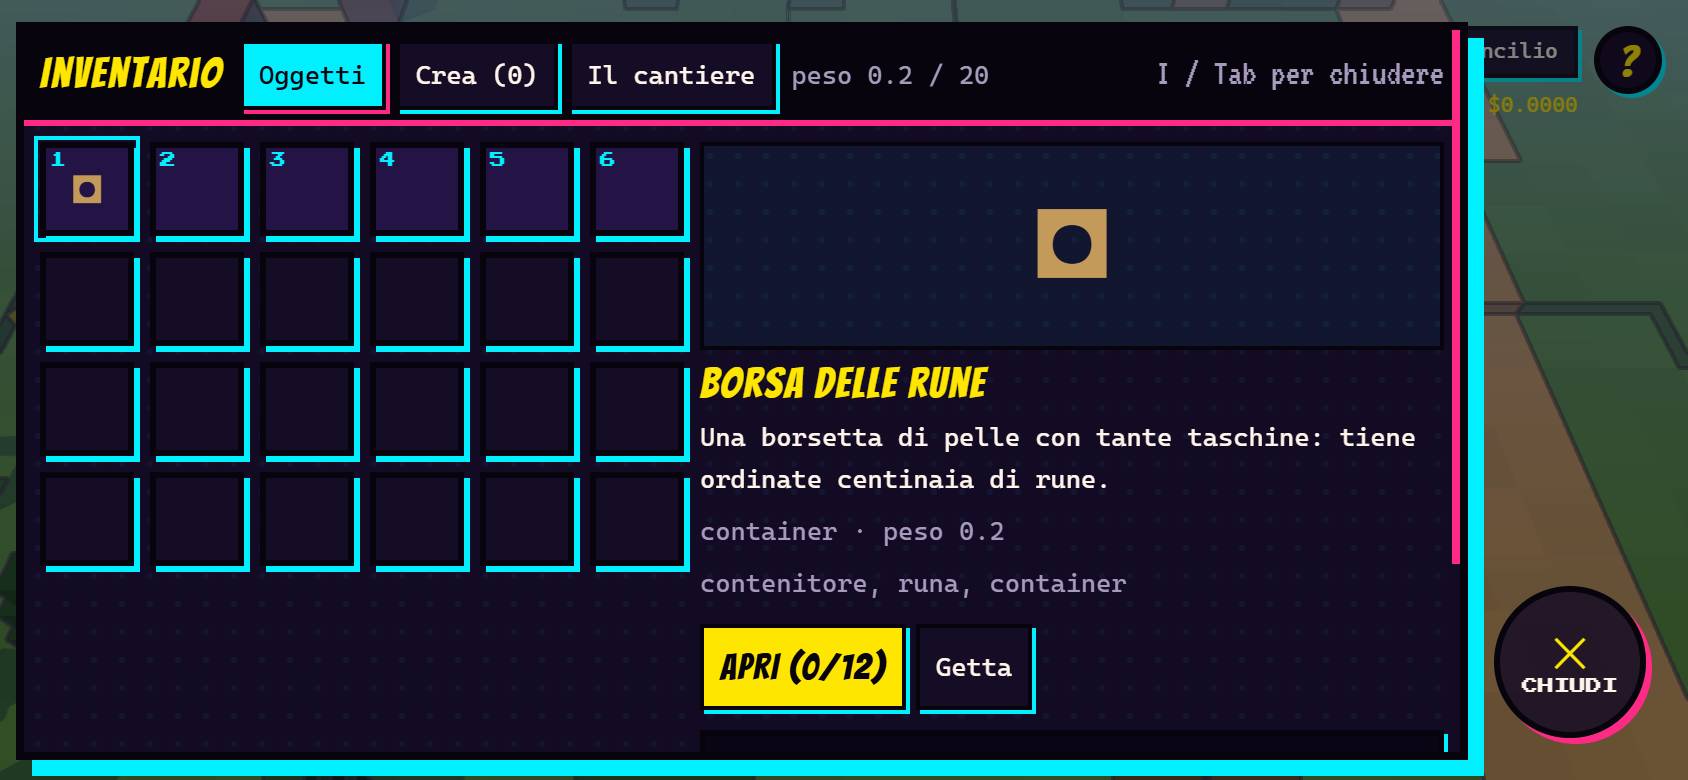 INVENTARIO Oggetti Crea (0) Il cantiere peso 0.2 / 20 I / Tab per chiudere
ncilio
?
$0.0000
1 2 3 4 5 6
BORSA DELLE RUNE
Una borsetta di pelle con tante taschine: tiene
ordinate centinaia di rune.
container · peso 0.2
contenitore, runa, container
APRI (0/12) Getta
CHIUDI